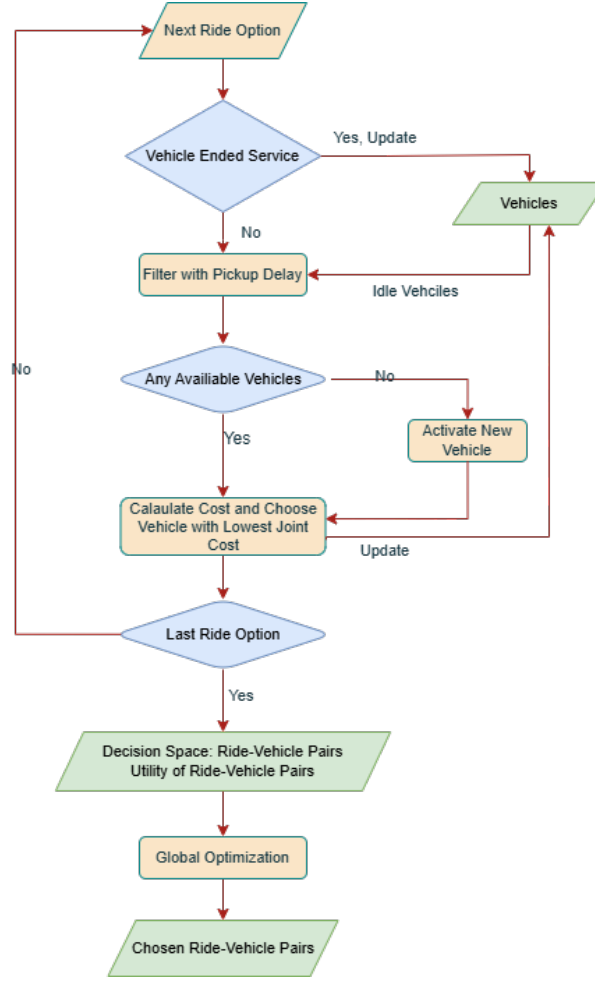 Next Ride Option
Vehicle Ended Service
Yes, Update
Vehicles
No
Filter with Pickup Delay
Idle Vehciles
Any Availiable Vehicles
No
No
Activate New
Vehicle
Yes
Calaulate Cost and Choose
Vehicle with Lowest Joint
Cost
Update
Last Ride Option
Yes
Decision Space: Ride-Vehicle Pairs
Utility of Ride-Vehicle Pairs
Global Optimization
Chosen Ride-Vehicle Pairs